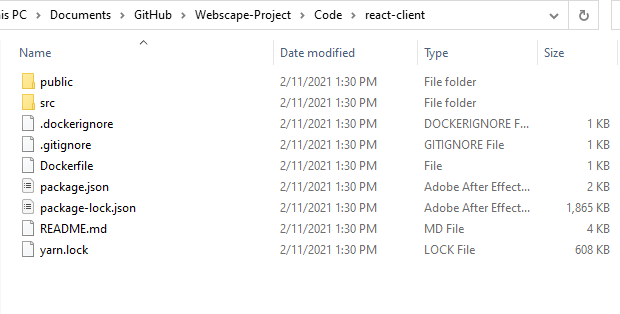 his PC > Documents > GitHub > Webscape-Project > Code > react-client
Name Date modified Type Size
public 2/11/2021 1:30 PM File folder
src 2/11/2021 1:30 PM File folder
.dockerignore 2/11/2021 1:30 PM DOCKERIGNORE F... 1 KB
.gitignore 2/11/2021 1:30 PM GITIGNORE File 1 KB
Dockerfile 2/11/2021 1:30 PM File 1 KB
package.json 2/11/2021 1:30 PM Adobe After Effect... 2 KB
package-lock.json 2/11/2021 1:30 PM Adobe After Effect... 1,865 KB
README.md 2/11/2021 1:30 PM MD File 4 KB
yarn.lock 2/11/2021 1:30 PM LOCK File 608 KB